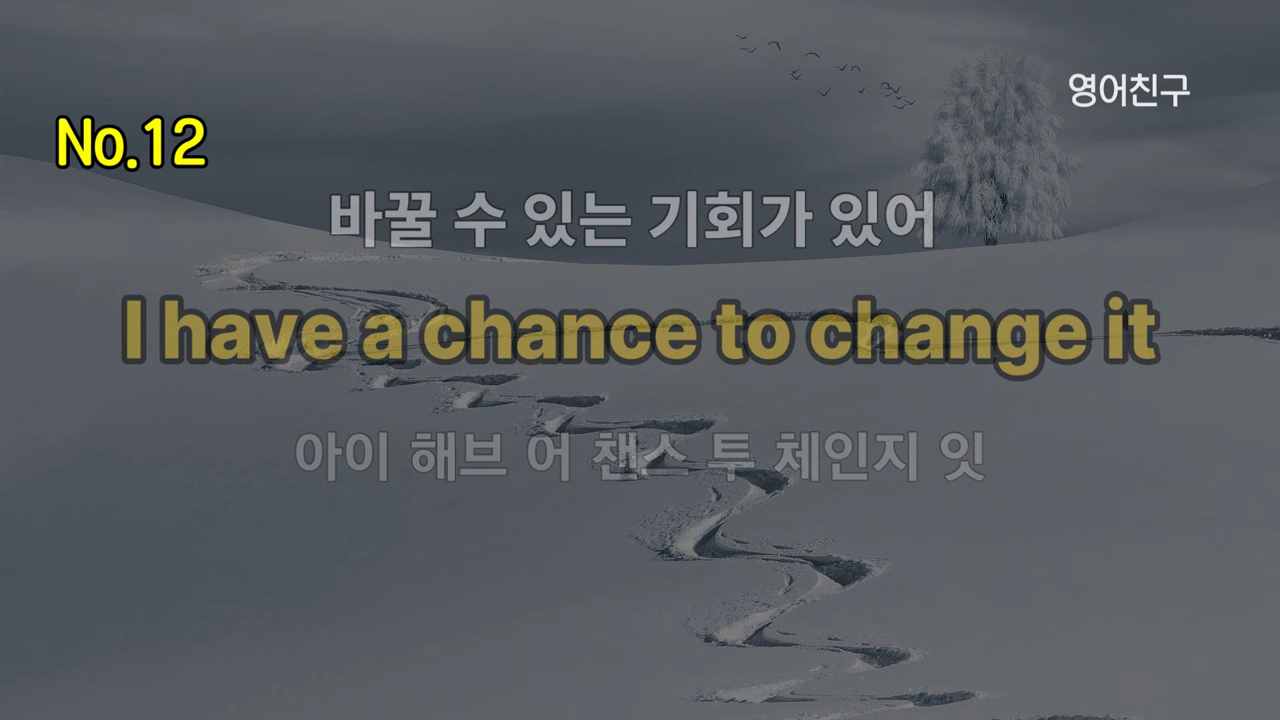 영어친구
No.12
바꿀 수 있는 기회가 있어
I have a chance to change it
아이 해브 어 챈스 투 체인지 잇